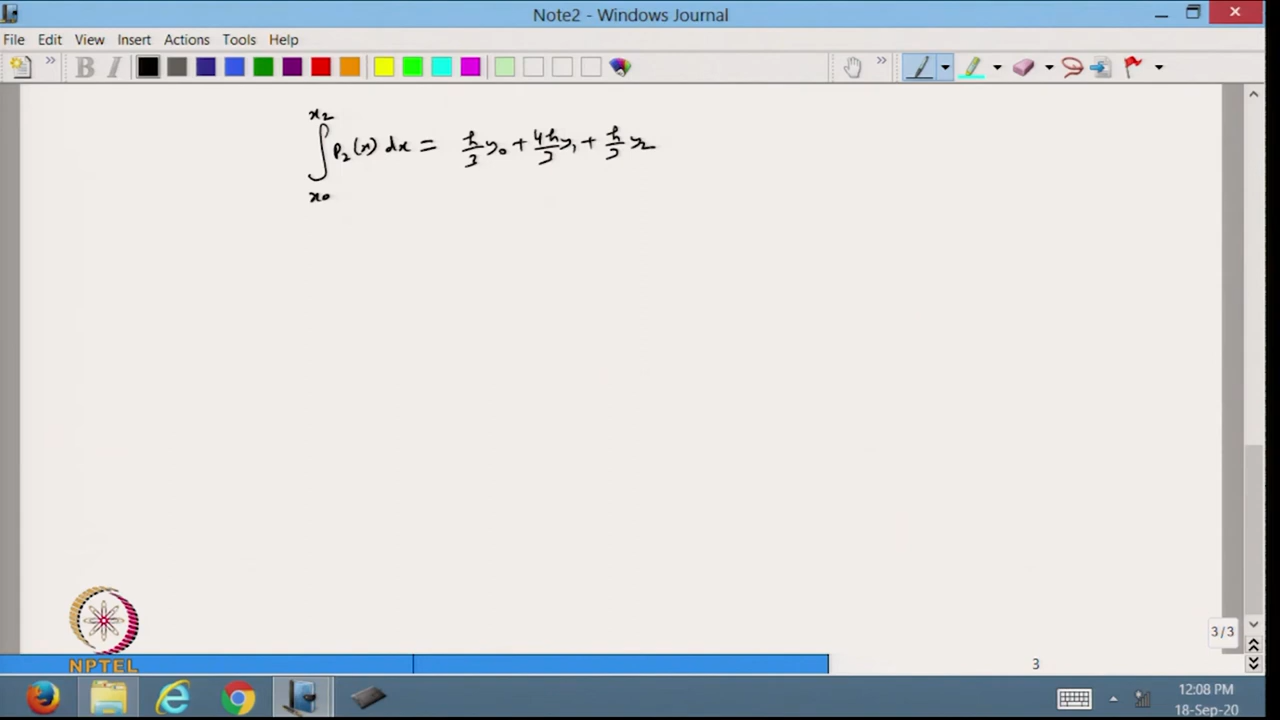 Note2 - Windows Journal
File Edit View Insert Actions Tools Help
B I
∫_{x0}^{x2} P2(x) dx = h/3 y0 + 4h/3 y1 + h/3 y2
3/3
NPTEL
3
12:08 PM
18-Sep-20